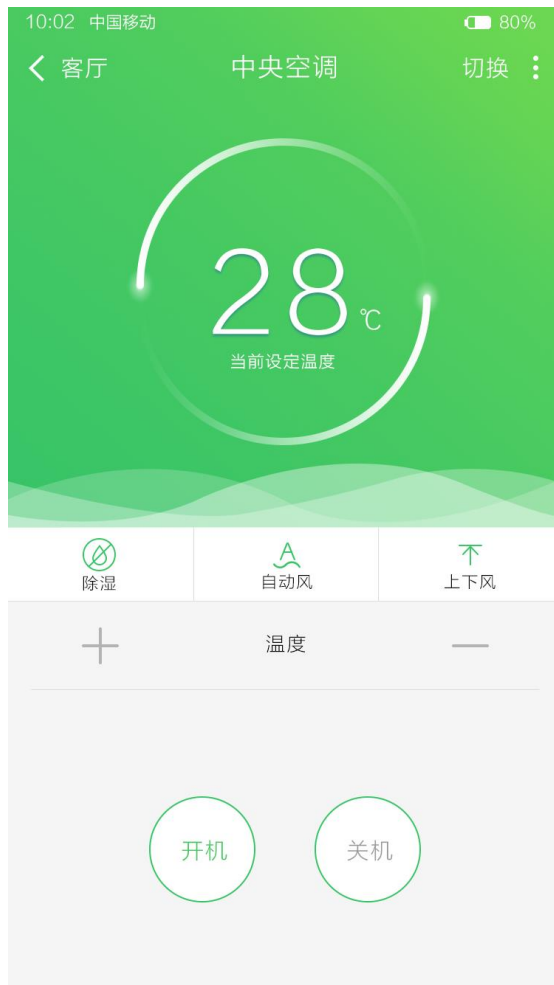 10:02 中国移动 80%
客厅 中央空调 切换
28℃
当前设定温度
除湿 自动风 上下风
温度
开机 关机